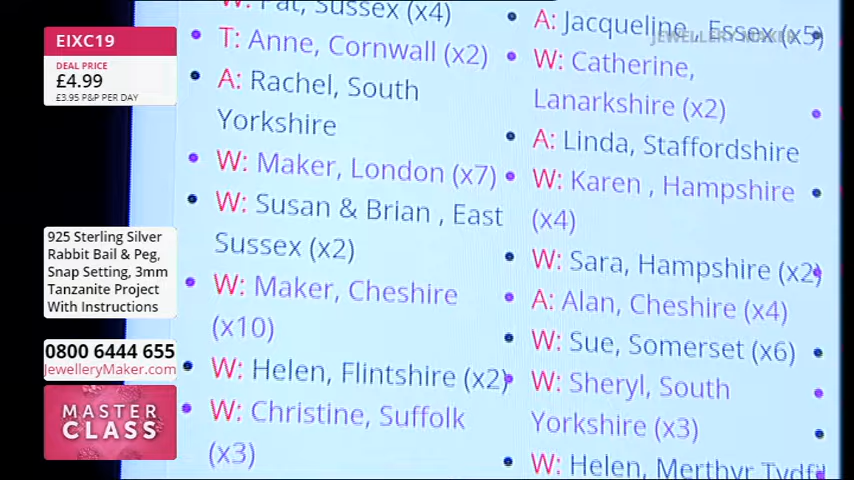 EIXC19
DEAL PRICE
£4.99
£3.95 P&P PER DAY
925 Sterling Silver
Rabbit Bail & Peg,
Snap Setting, 3mm
Tanzanite Project
With Instructions
0800 6444 655
JewelleryMaker.com
MASTER
CLASS
W: Pat, Sussex (x4)
T: Anne, Cornwall (x2)
A: Rachel, South
Yorkshire
W: Maker, London (x7)
W: Susan & Brian , East
Sussex (x2)
W: Maker, Cheshire
(x10)
W: Helen, Flintshire (x2)
W: Christine, Suffolk
(x3)
A: Jacqueline, Essex (x5)
JEWELLERY MAKER
W: Catherine,
Lanarkshire (x2)
A: Linda, Staffordshire
W: Karen , Hampshire
(x4)
W: Sara, Hampshire (x2)
A: Alan, Cheshire (x4)
W: Sue, Somerset (x6)
W: Sheryl, South
Yorkshire (x3)
W: Helen, Merthyr Tydfil